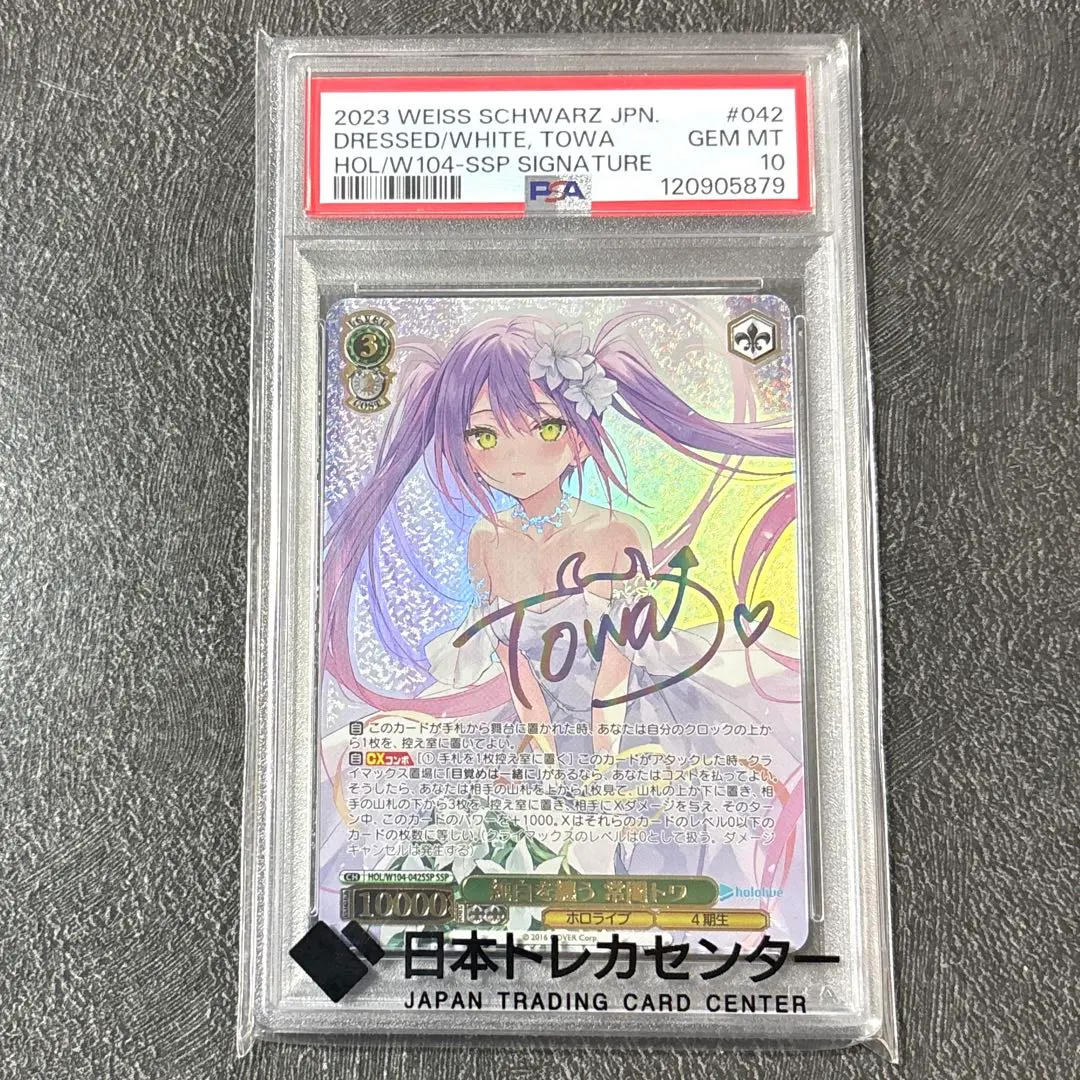 2023 WEISS SCHWARZ JPN. #042
DRESSED/WHITE, TOWA GEM MT
HOL/W104-SSP SIGNATURE 10
PSA 120905879
LEVEL
3
COST
Towa
自 このカードが手札から舞台に置かれた時、あなたは自分のクロックの上か
ら1枚を、控え室に置いてよい。
自 CXコンボ [① 手札を1枚控え室に置く] このカードがアタックした時、クラ
イマックス置場に「目覚めは一緒に」があるなら、あなたはコストを払ってよい。
そうしたら、あなたは相手の山札を上から1枚見て、山札の上か下に置き、相
手の山札の下から3枚を、控え室に置き、相手にXダメージを与え、そのター
ン中、このカードのパワーを+1000。Xはそれらのカードのレベル0以下の
カードの枚数に等しい。(クライマックスのレベルは0として扱う。ダメージ
キャンセルは発生する)
CH HOL/W104-042SSP SSP
純白を纏う 常闇トワ
hololive
10000
ホロライブ 4期生
© 2016 COVER Corp.
日本トレカセンター
JAPAN TRADING CARD CENTER